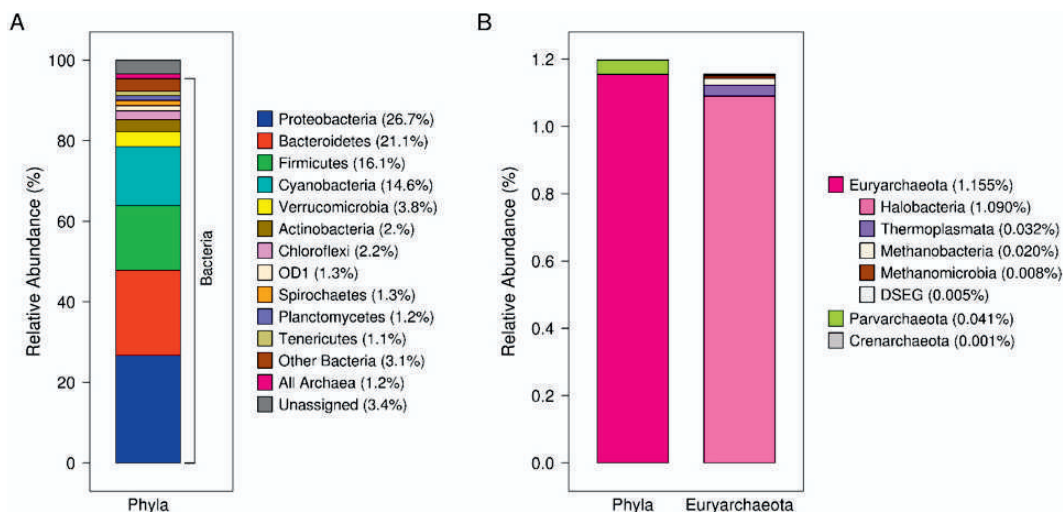 A
Relative Abundance (%)
100
80
60
40
20
0
Phyla
Bacteria
Proteobacteria (26.7%)
Bacteroidetes (21.1%)
Firmicutes (16.1%)
Cyanobacteria (14.6%)
Verrucomicrobia (3.8%)
Actinobacteria (2.%)
Chloroflexi (2.2%)
OD1 (1.3%)
Spirochaetes (1.3%)
Planctomycetes (1.2%)
Tenericutes (1.1%)
Other Bacteria (3.1%)
All Archaea (1.2%)
Unassigned (3.4%)
B
Relative Abundance (%)
1.2
1.0
0.8
0.6
0.4
0.2
0.0
Phyla Euryarchaeota
Euryarchaeota (1.155%)
Halobacteria (1.090%)
Thermoplasmata (0.032%)
Methanobacteria (0.020%)
Methanomicrobia (0.008%)
DSEG (0.005%)
Parvarchaeota (0.041%)
Crenarchaeota (0.001%)